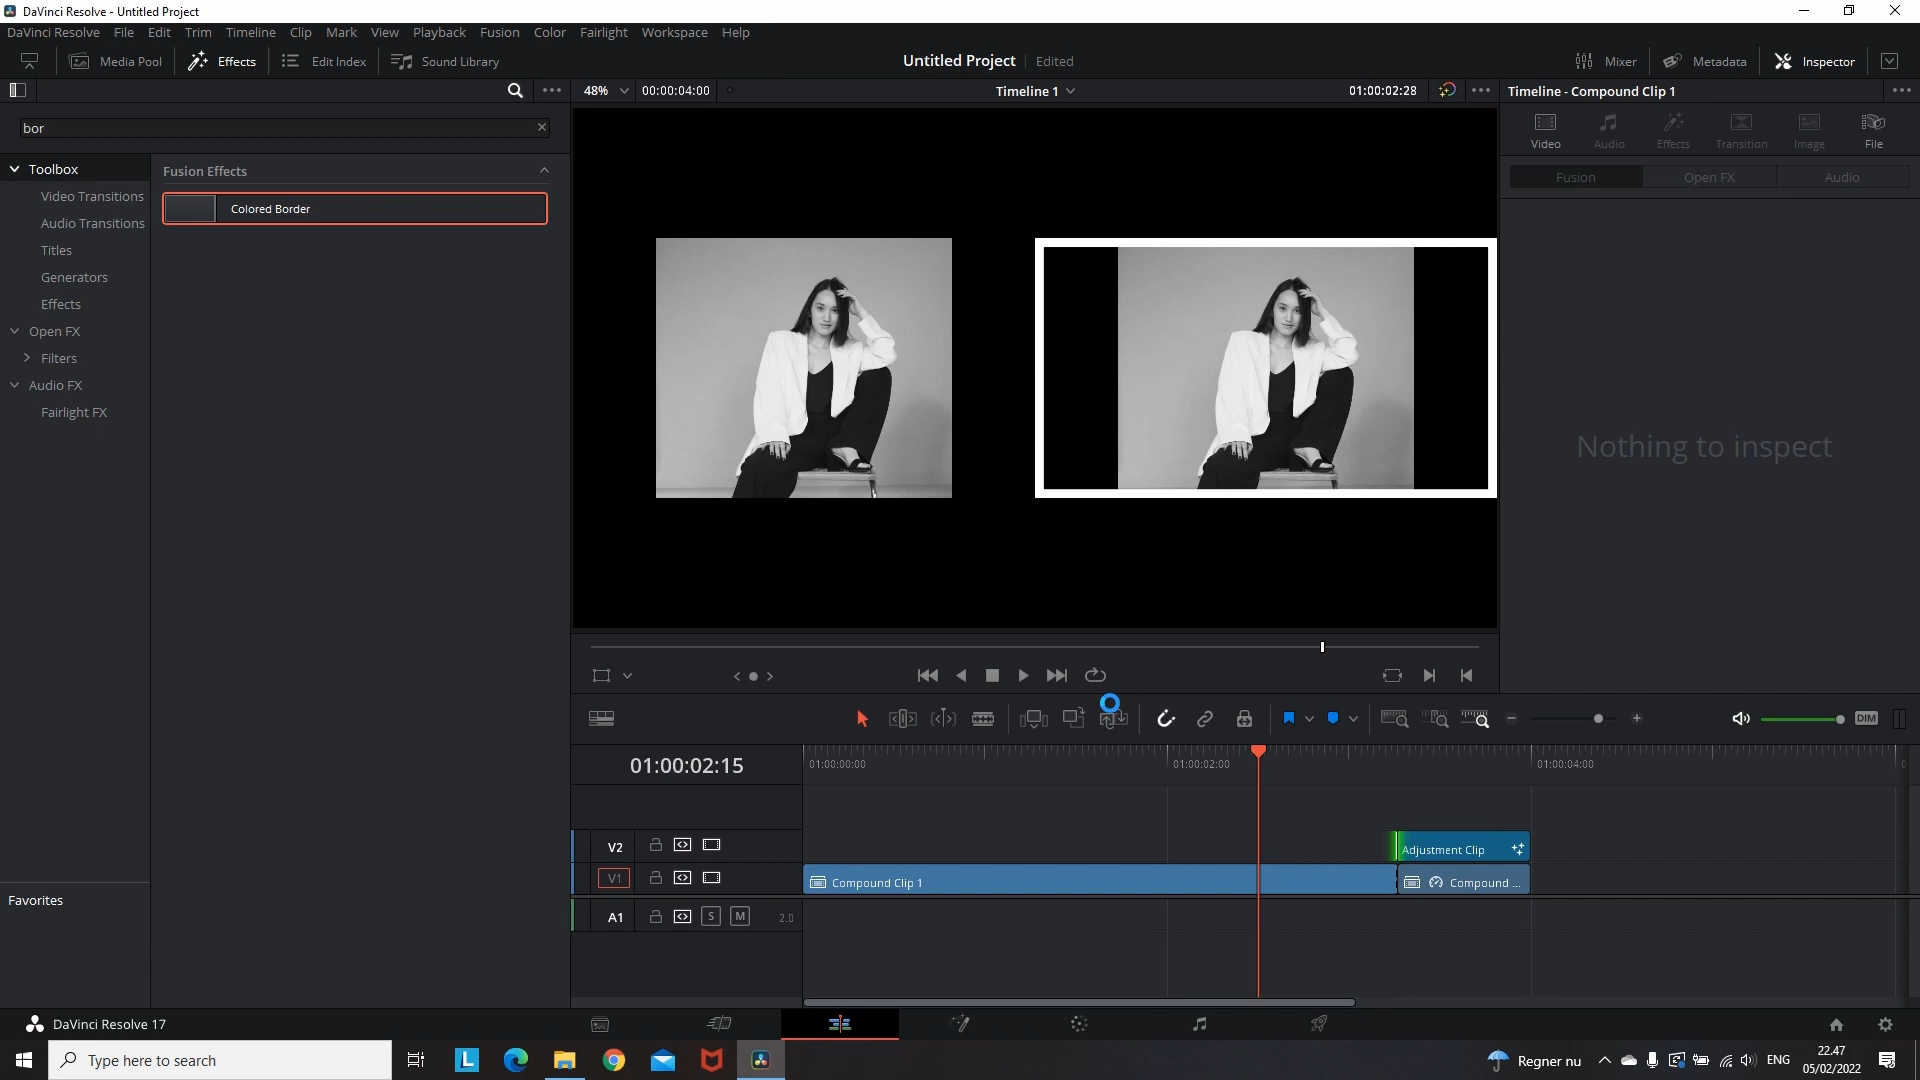 DaVinci Resolve - Untitled Project
DaVinci Resolve File Edit Trim Timeline Clip Mark View Playback Fusion Color Fairlight Workspace Help
Media Pool Effects Edit Index Sound Library Untitled Project Edited Mixer Metadata Inspector
48% 00:00:04:00 Timeline 1 01:00:02:28 Timeline - Compound Clip 1
bor
Video Audio Effects Transition Image File
Toolbox Fusion Effects
Fusion Open FX Audio
Video Transitions
Colored Border
Audio Transitions
Titles
Generators
Effects
Open FX
Filters
Audio FX
Fairlight FX
Nothing to inspect
DIM
01:00:02:15 01:00:00:00 01:00:02:00 01:00:04:00
V2 Adjustment Clip
V1 Compound Clip 1 Compound ...
A1 S M 2.0
Favorites
DaVinci Resolve 17
Type here to search
L
Regner nu
ENG
22.47
05/02/2022